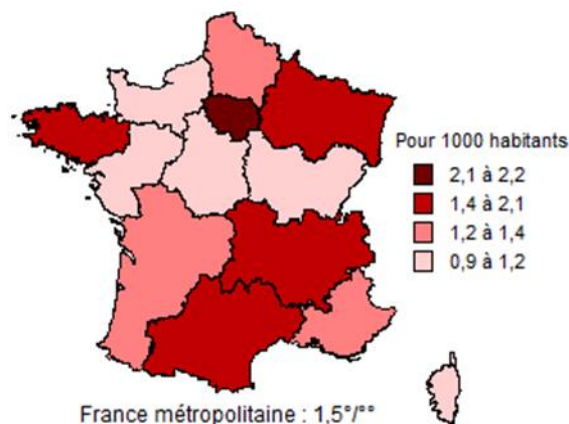 Pour 1000 habitants
2,1 à 2,2
1,4 à 2,1
1,2 à 1,4
0,9 à 1,2
France métropolitaine : 1,5°/°°